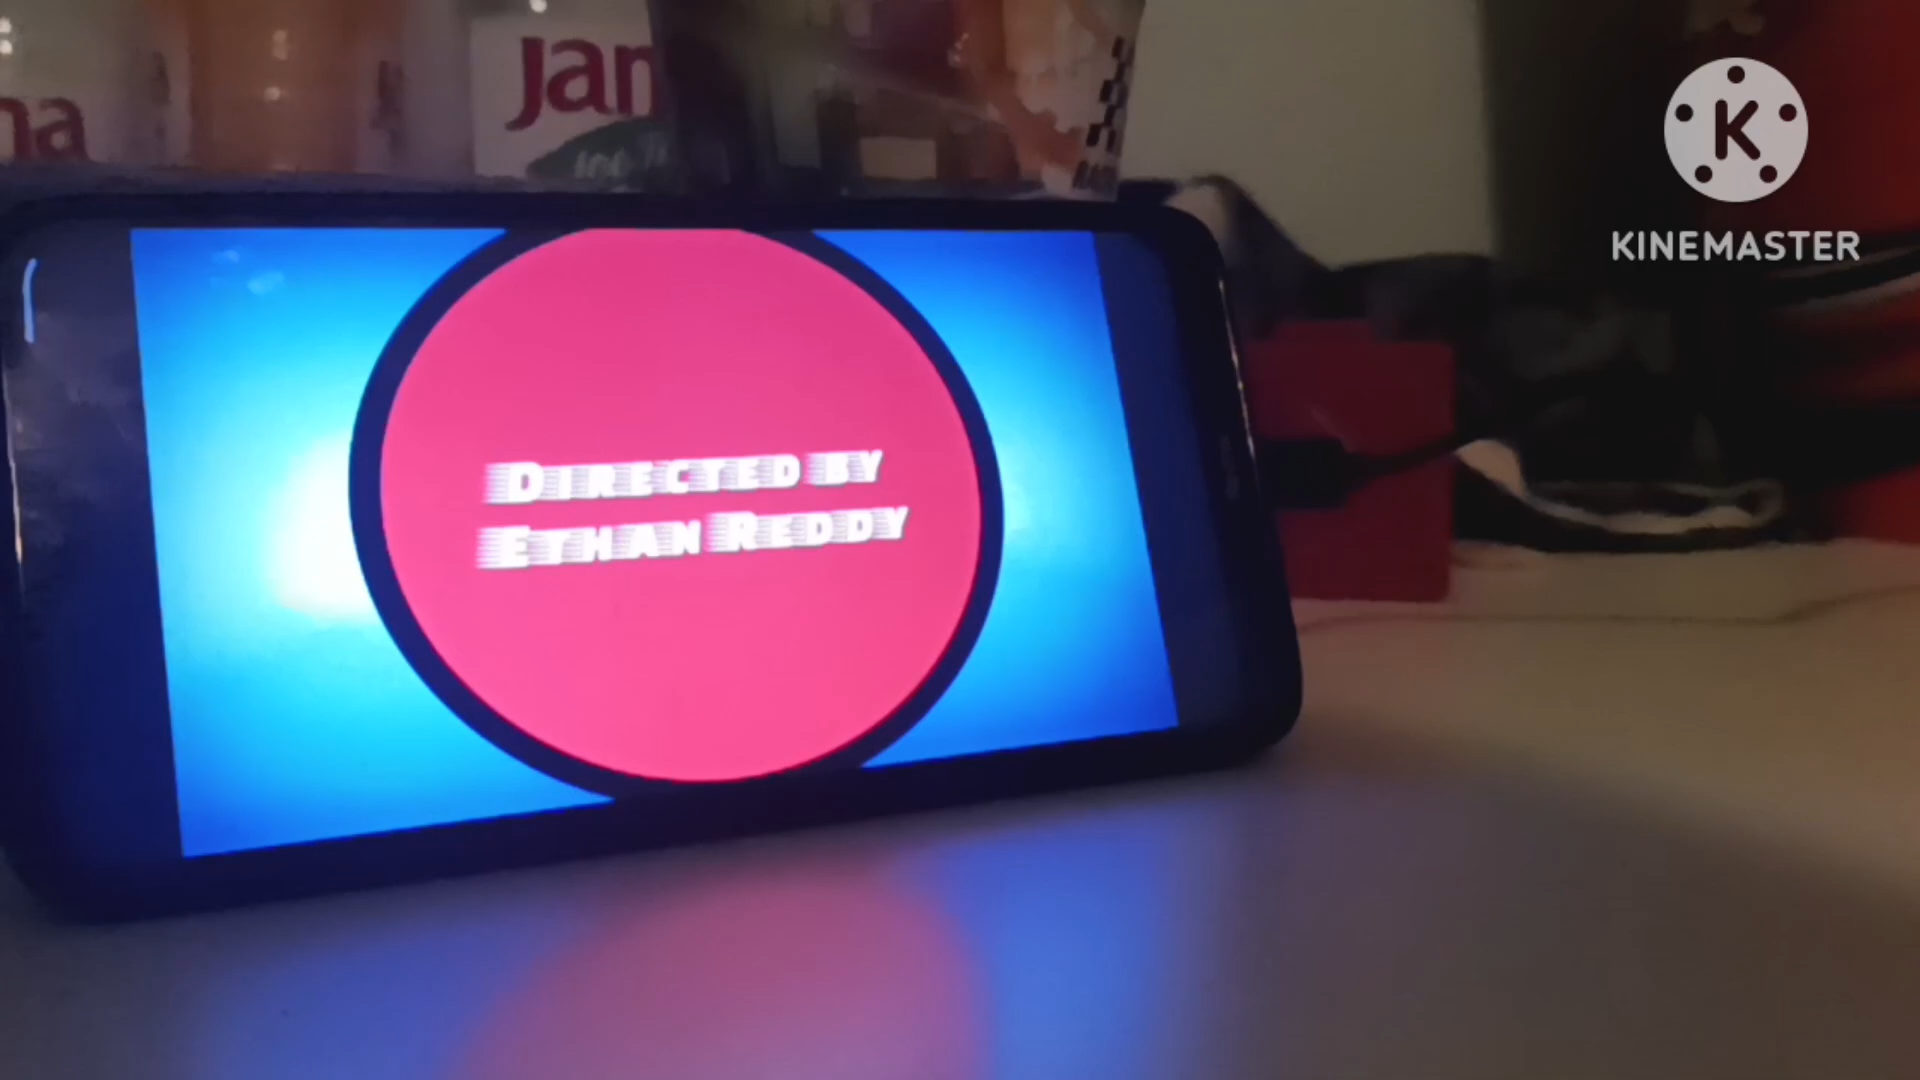 Jam
K
KINEMASTER
DIRECTED BY
ETHAN REDDY